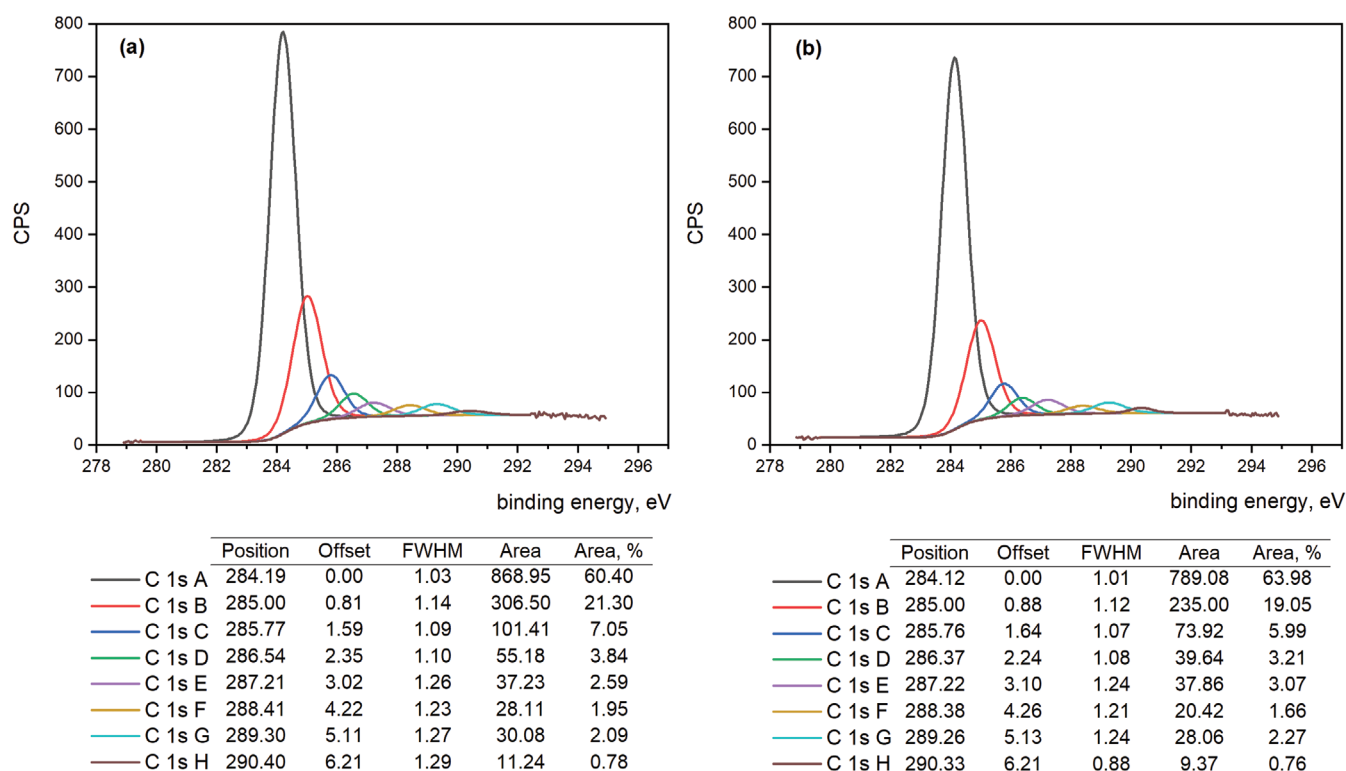 (a)
800
700
600
500
400
300
200
100
0
CPS
278 280 282 284 286 288 290 292 294 296
binding energy, eV
Position Offset FWHM Area Area, %
C 1s A 284.19 0.00 1.03 868.95 60.40
C 1s B 285.00 0.81 1.14 306.50 21.30
C 1s C 285.77 1.59 1.09 101.41 7.05
C 1s D 286.54 2.35 1.10 55.18 3.84
C 1s E 287.21 3.02 1.26 37.23 2.59
C 1s F 288.41 4.22 1.23 28.11 1.95
C 1s G 289.30 5.11 1.27 30.08 2.09
C 1s H 290.40 6.21 1.29 11.24 0.78
(b)
800
700
600
500
400
300
200
100
0
CPS
278 280 282 284 286 288 290 292 294 296
binding energy, eV
Position Offset FWHM Area Area, %
C 1s A 284.12 0.00 1.01 789.08 63.98
C 1s B 285.00 0.88 1.12 235.00 19.05
C 1s C 285.76 1.64 1.07 73.92 5.99
C 1s D 286.37 2.24 1.08 39.64 3.21
C 1s E 287.22 3.10 1.24 37.86 3.07
C 1s F 288.38 4.26 1.21 20.42 1.66
C 1s G 289.26 5.13 1.24 28.06 2.27
C 1s H 290.33 6.21 0.88 9.37 0.76